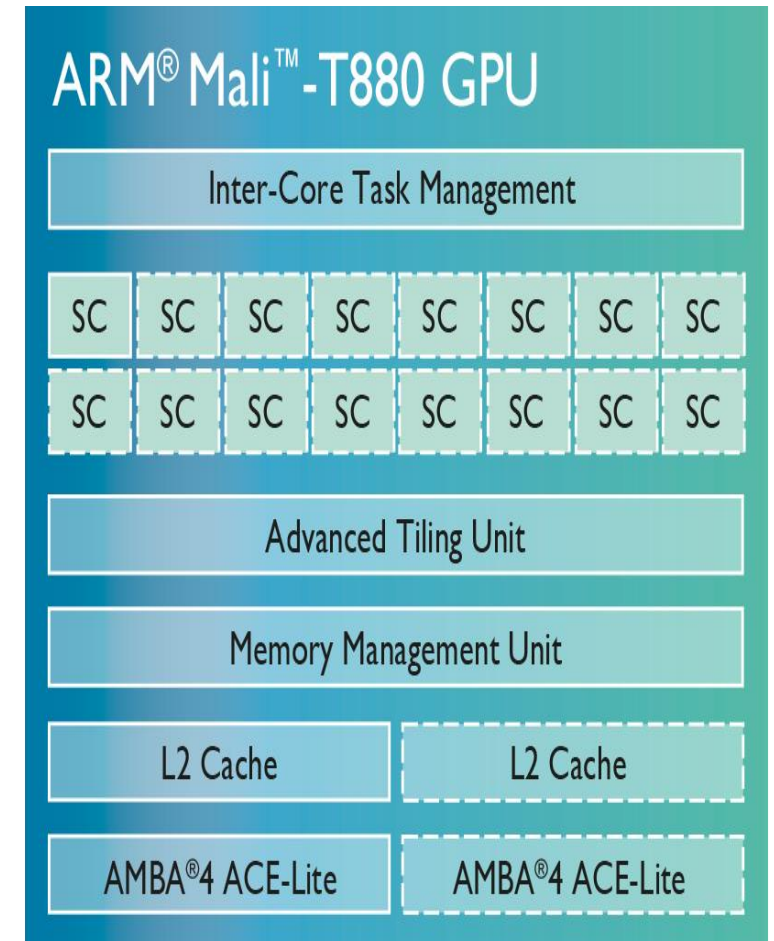 ARM® Mali™-T880 GPU
Inter-Core Task Management
SC SC SC SC SC SC SC SC
SC SC SC SC SC SC SC SC
Advanced Tiling Unit
Memory Management Unit
L2 Cache L2 Cache
AMBA®4 ACE-Lite AMBA®4 ACE-Lite